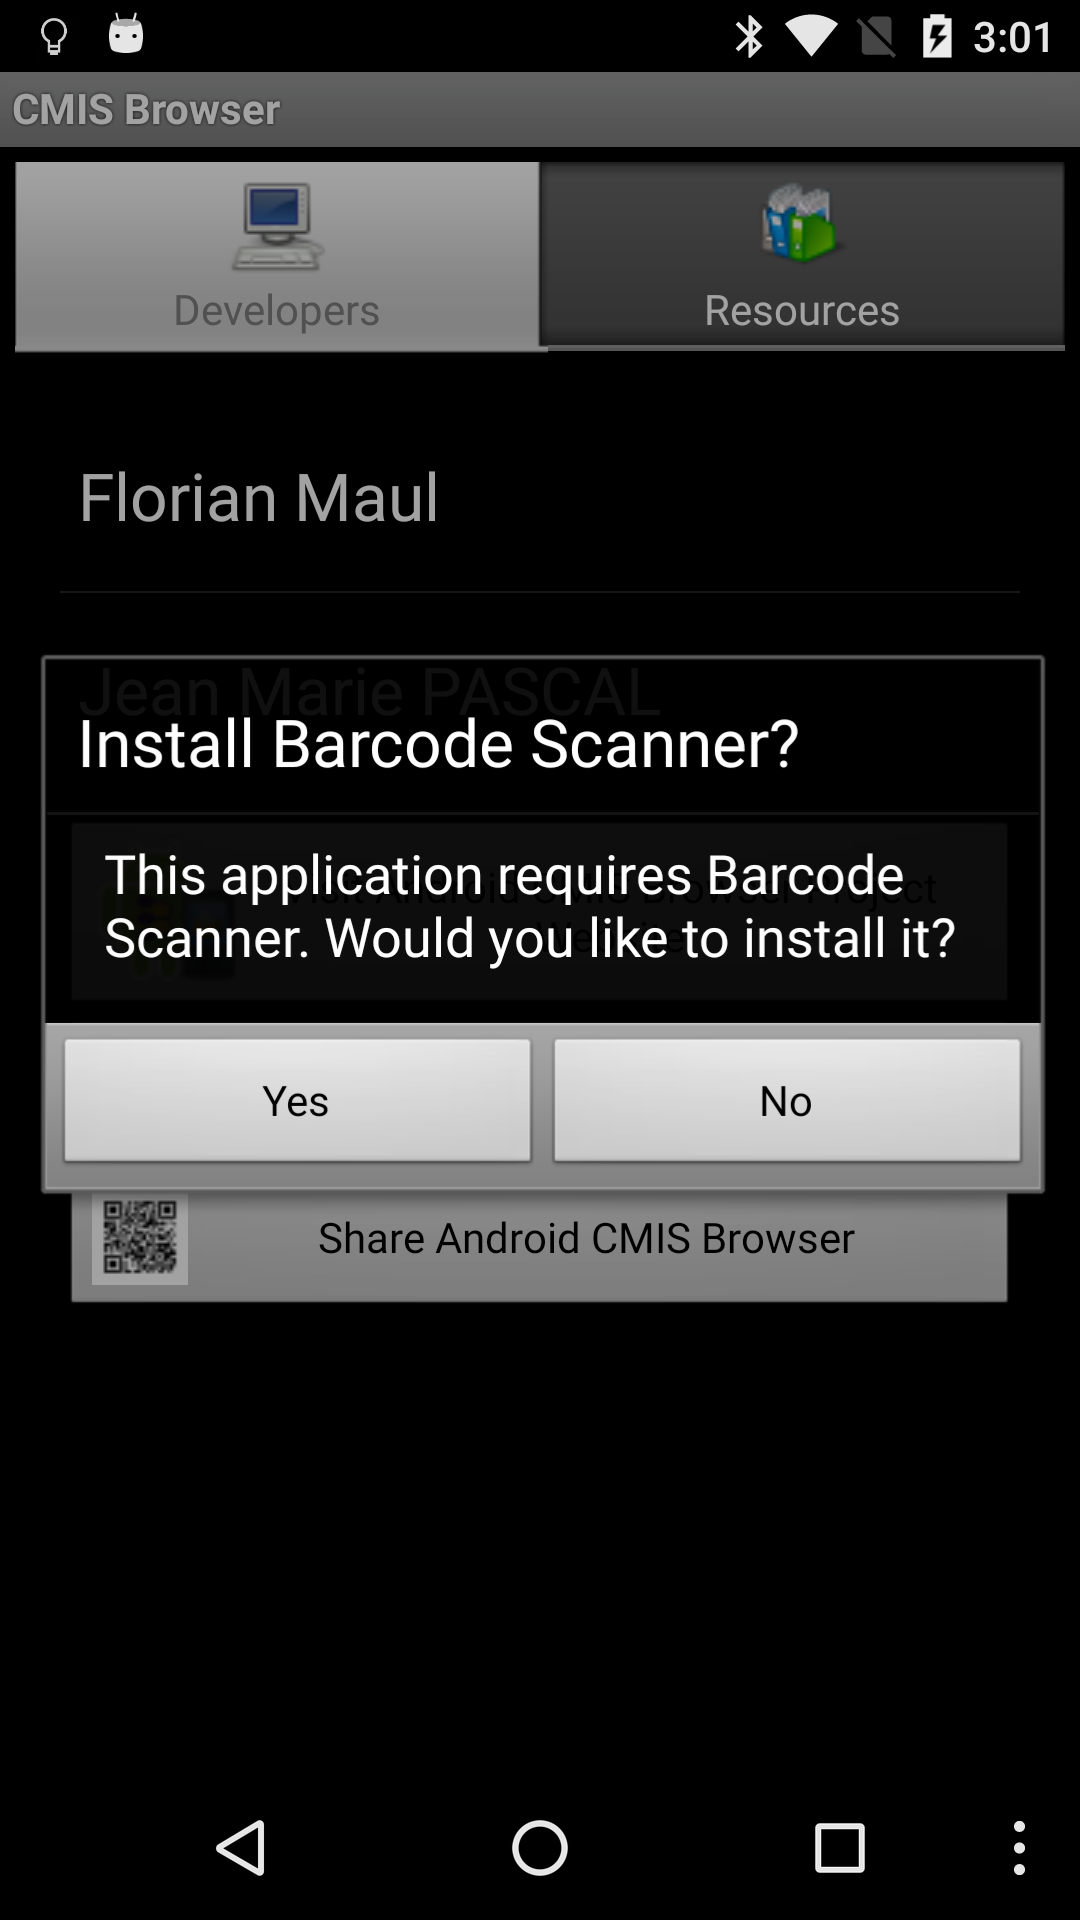 3:01
CMIS Browser
Developers
Resources
Florian Maul
Jean Marie PASCAL
Install Barcode Scanner?
This application requires Barcode
Scanner. Would you like to install it?
Yes
No
Share Android CMIS Browser